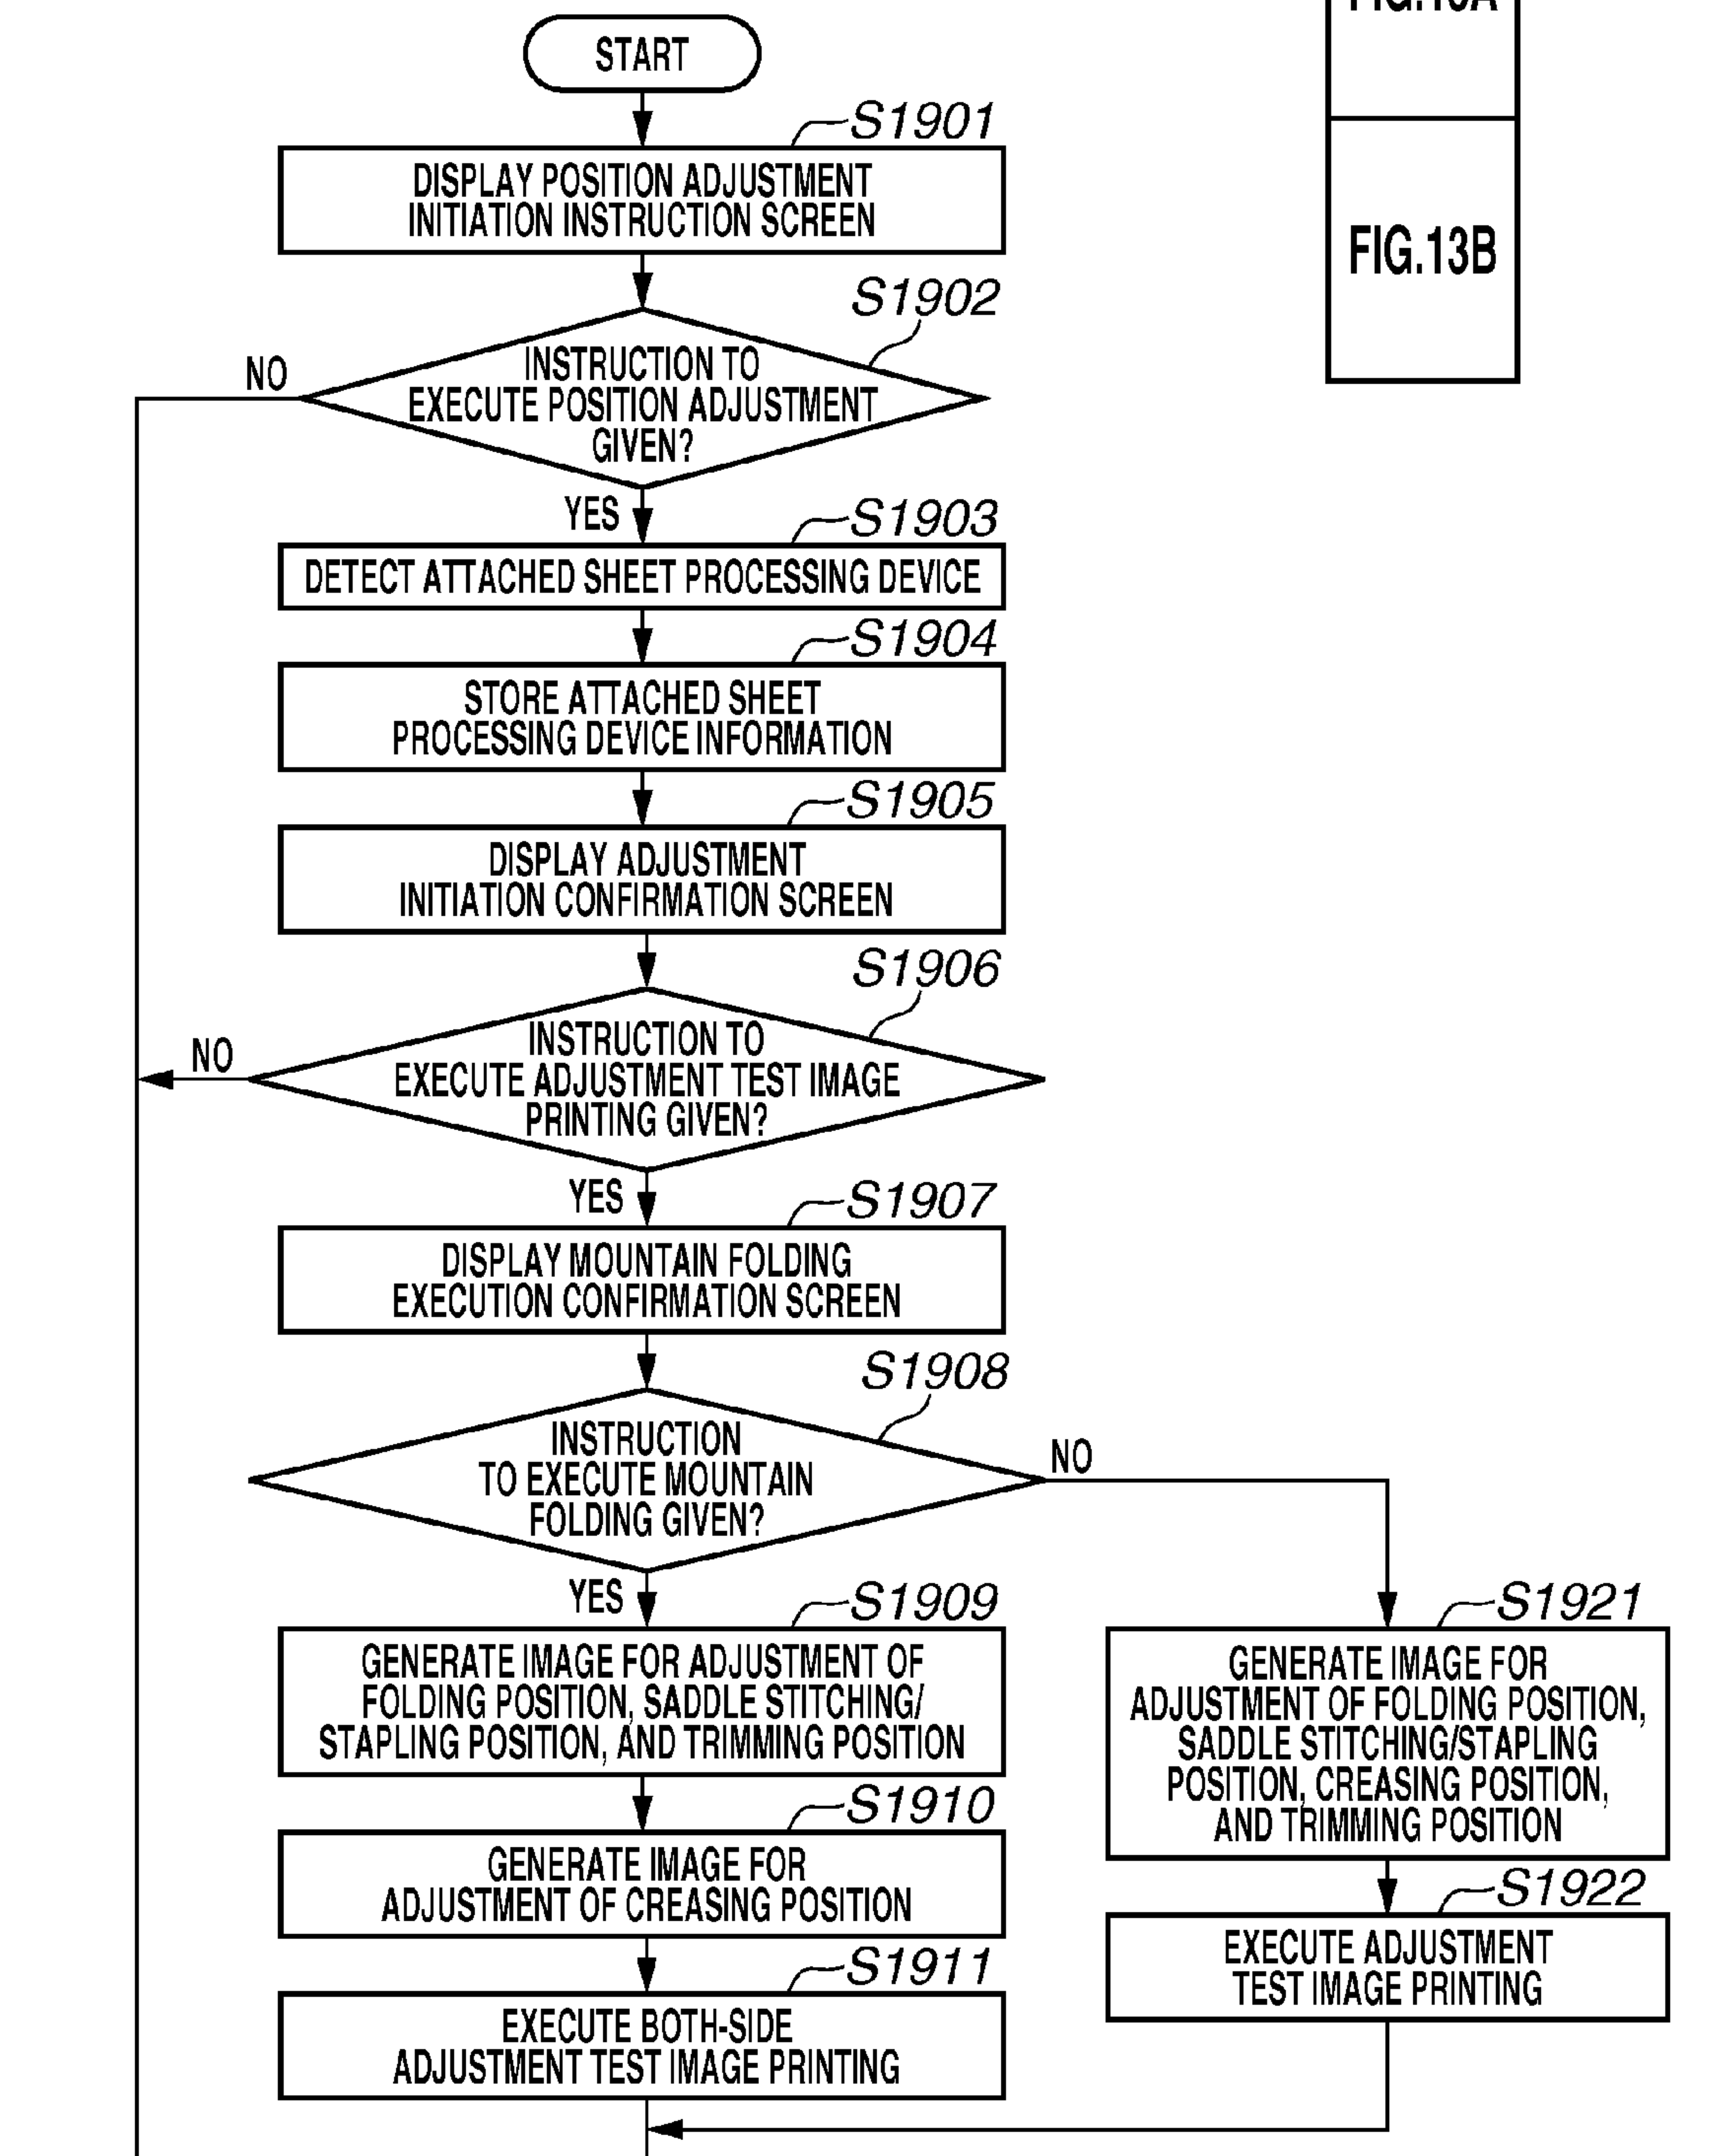 FIG.13A
FIG.13B
START
S1901
DISPLAY POSITION ADJUSTMENT
INITIATION INSTRUCTION SCREEN
S1902
INSTRUCTION TO
EXECUTE POSITION ADJUSTMENT
GIVEN?
NO
YES
S1903
DETECT ATTACHED SHEET PROCESSING DEVICE
S1904
STORE ATTACHED SHEET
PROCESSING DEVICE INFORMATION
S1905
DISPLAY ADJUSTMENT
INITIATION CONFIRMATION SCREEN
S1906
INSTRUCTION TO
EXECUTE ADJUSTMENT TEST IMAGE
PRINTING GIVEN?
NO
YES
S1907
DISPLAY MOUNTAIN FOLDING
EXECUTION CONFIRMATION SCREEN
S1908
INSTRUCTION
TO EXECUTE MOUNTAIN
FOLDING GIVEN?
NO
YES
S1909
GENERATE IMAGE FOR ADJUSTMENT OF
FOLDING POSITION, SADDLE STITCHING/
STAPLING POSITION, AND TRIMMING POSITION
S1910
GENERATE IMAGE FOR
ADJUSTMENT OF CREASING POSITION
S1911
EXECUTE BOTH-SIDE
ADJUSTMENT TEST IMAGE PRINTING
S1921
GENERATE IMAGE FOR
ADJUSTMENT OF FOLDING POSITION,
SADDLE STITCHING/STAPLING
POSITION, CREASING POSITION,
AND TRIMMING POSITION
S1922
EXECUTE ADJUSTMENT
TEST IMAGE PRINTING